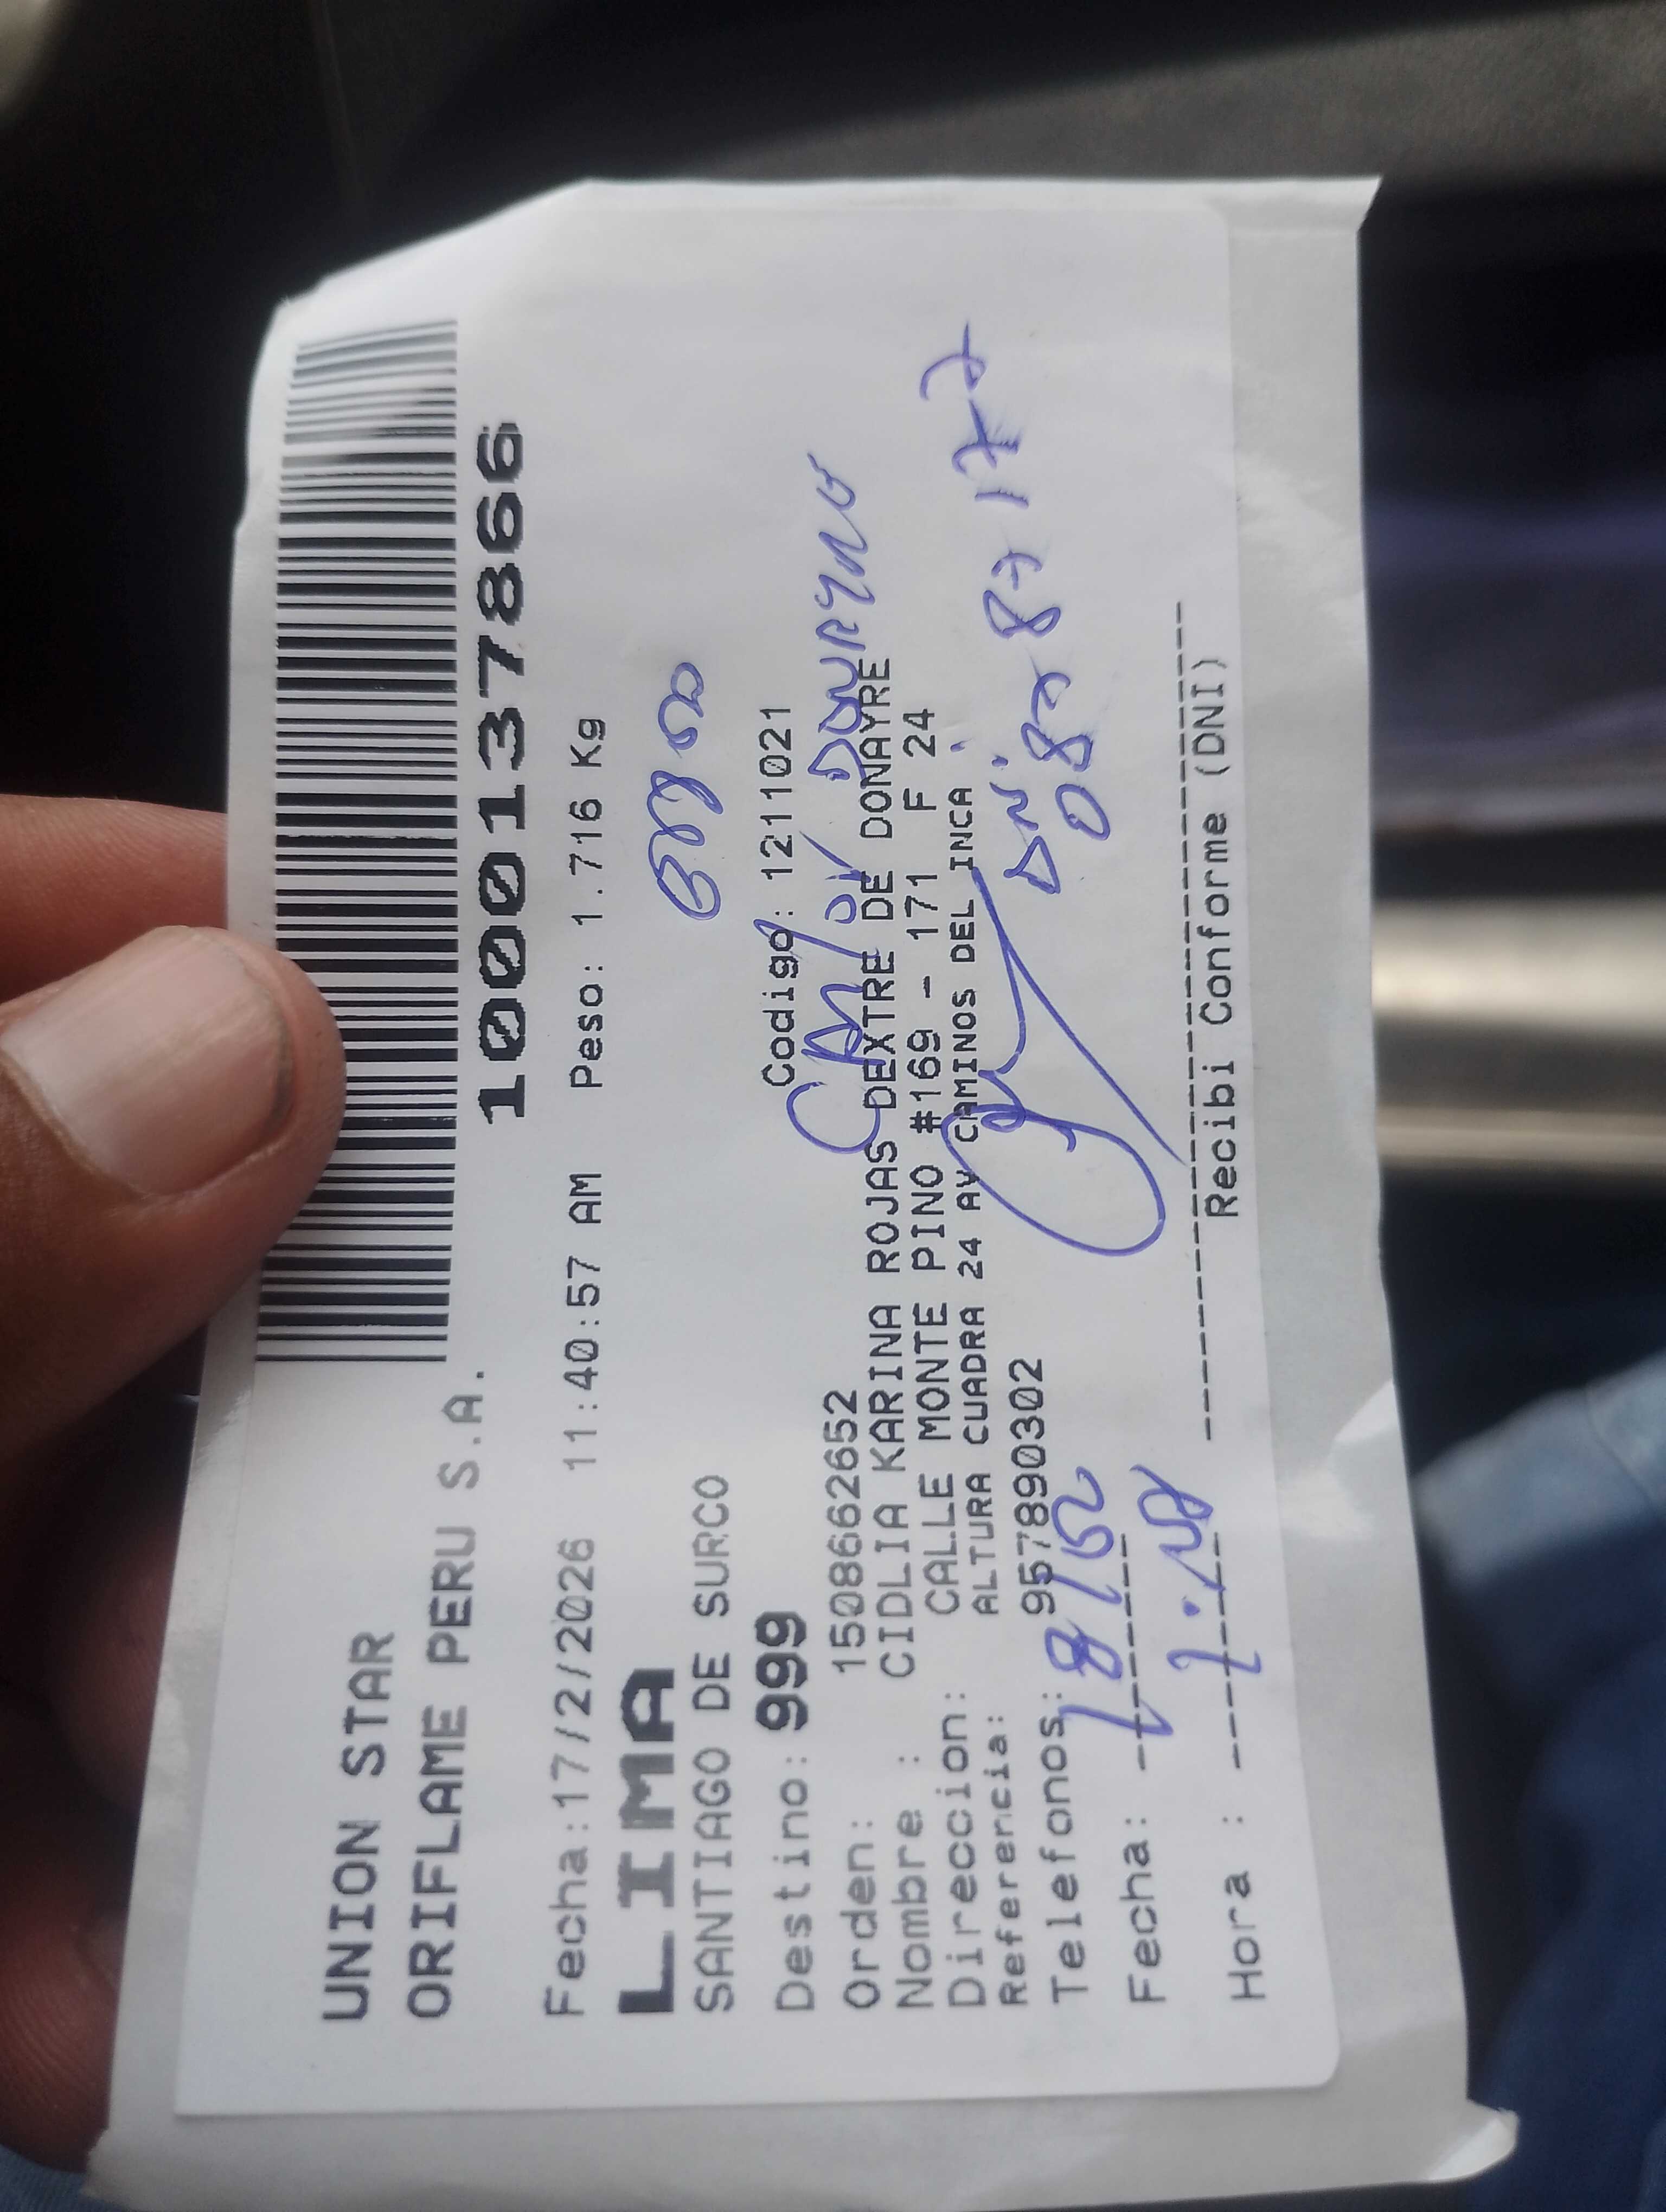 1000137866
UNION STAR
ORIFLAME PERU S.A.
Fecha:17/2/2026 11:40:57 AM Peso: 1.716 Kg
LIMA
SANTIAGO DE SURCO
Destino: 999 Codigo: 1211021
Orden: 1508662652
Nombre : CIDLIA KARINA ROJAS DEXTRE DE DONAYRE
Direccion: CALLE MONTE PINO #169 - 171 F 24
Referencia: ALTURA CUADRA 24 AV CAMINOS DEL INCA
Telefonos: 957890302
DNI
Fecha:
Hora :
Recibi Conforme (DNI)